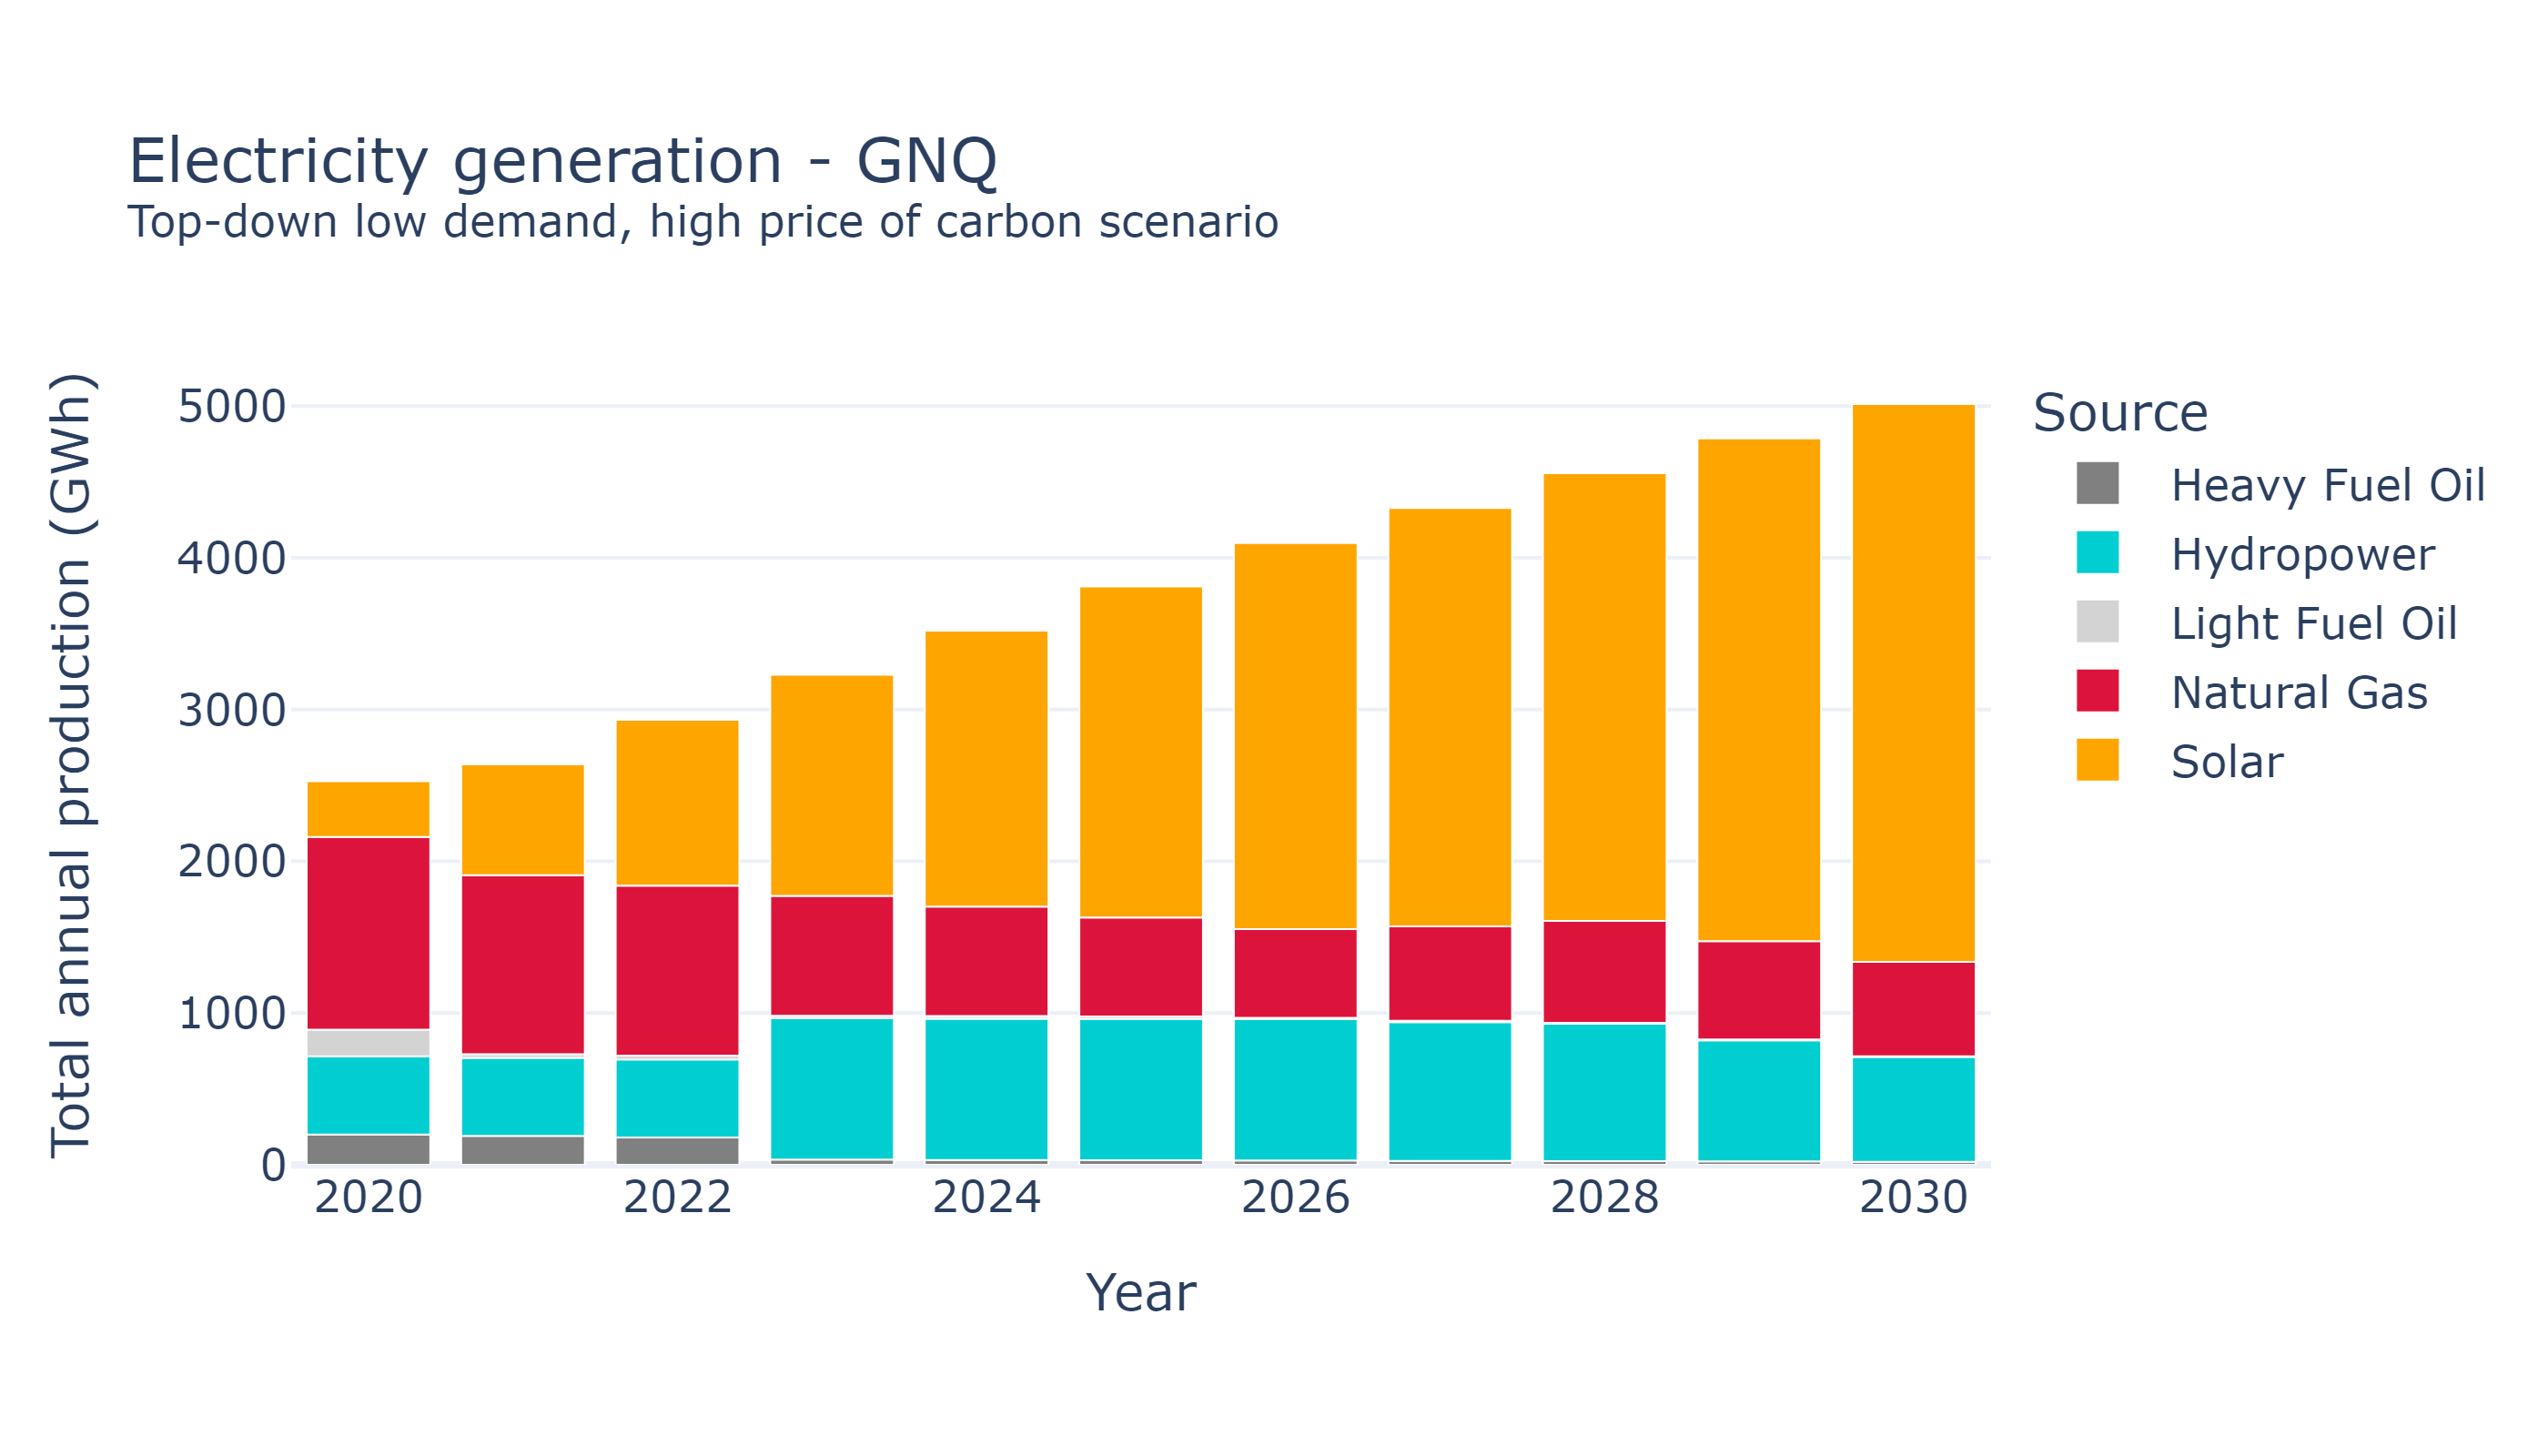 Electricity generation - GNQ
Top-down low demand, high price of carbon scenario
Total annual production (GWh)
5000
4000
3000
2000
1000
0
2020 2022 2024 2026 2028 2030
Year
Source
Heavy Fuel Oil
Hydropower
Light Fuel Oil
Natural Gas
Solar